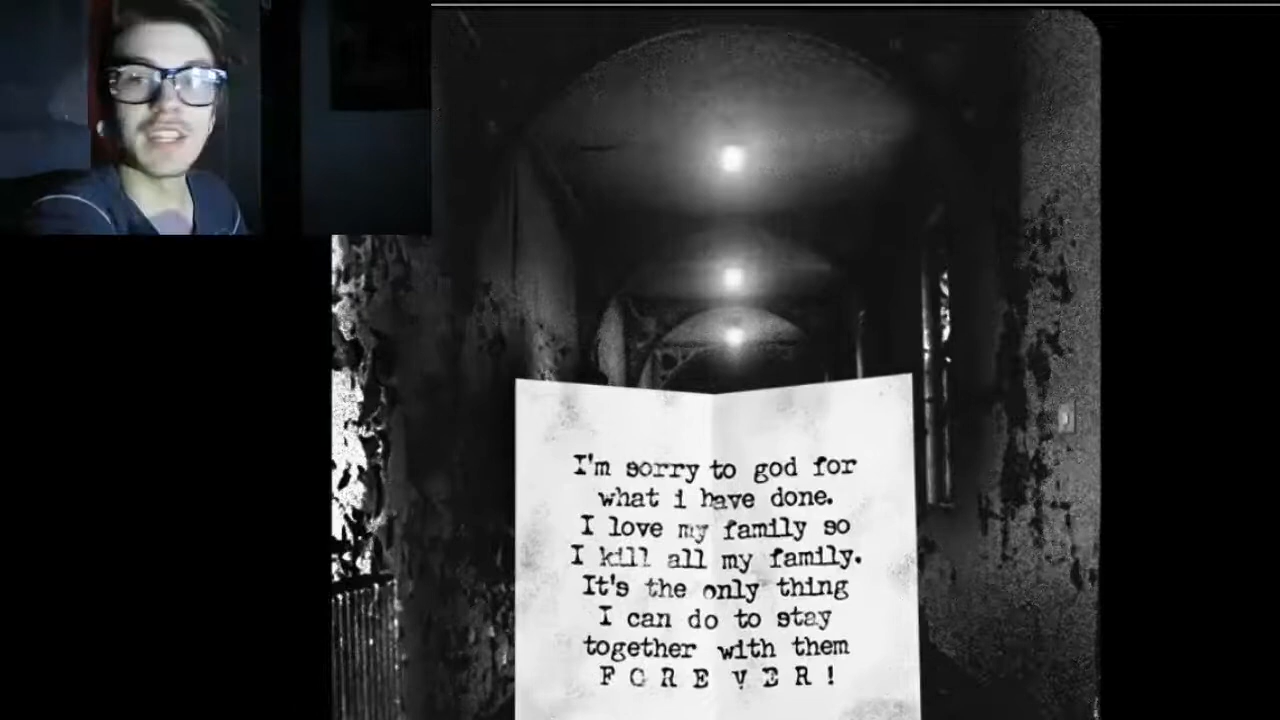 I'm sorry to god for
what i have done.
I love my family so
I kill all my family.
It's the only thing
I can do to stay
together with them
F O R E V E R !